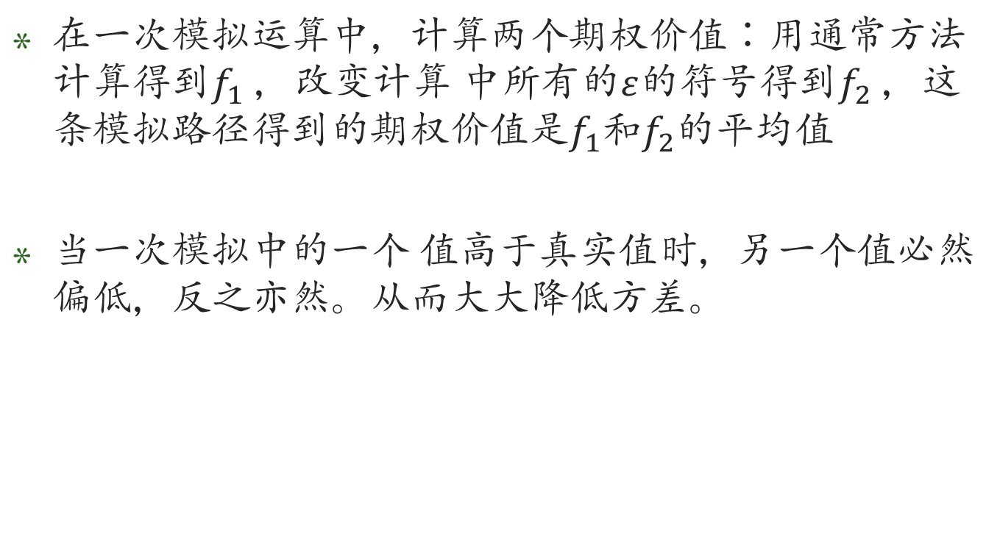 * 在一次模拟运算中，计算两个期权价值：用通常方法
计算得到f₁，改变计算 中所有的ε的符号得到f₂，这
条模拟路径得到的期权价值是f₁和f₂的平均值
* 当一次模拟中的一个 值高于真实值时，另一个值必然
偏低，反之亦然。从而大大降低方差。